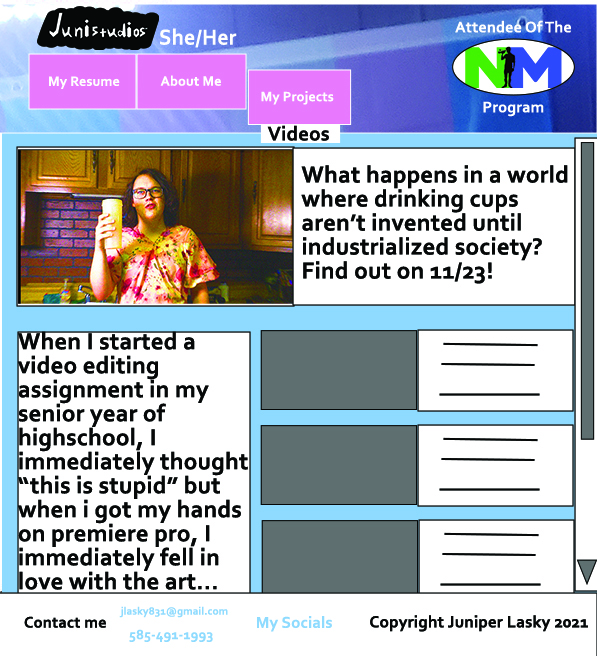 Junistudios
She/Her
Attendee Of The
NM
Program
My Resume
About Me
My Projects
Videos
What happens in a world
where drinking cups
aren't invented until
industrialized society?
Find out on 11/23!
When I started a
video editing
assignment in my
senior year of
highschool, I
immediately thought
“this is stupid” but
when i got my hands
on premiere pro, I
immediately fell in
love with the art...
Contact me
jlasky831@gmail.com
585-491-1993
My Socials
Copyright Juniper Lasky 2021